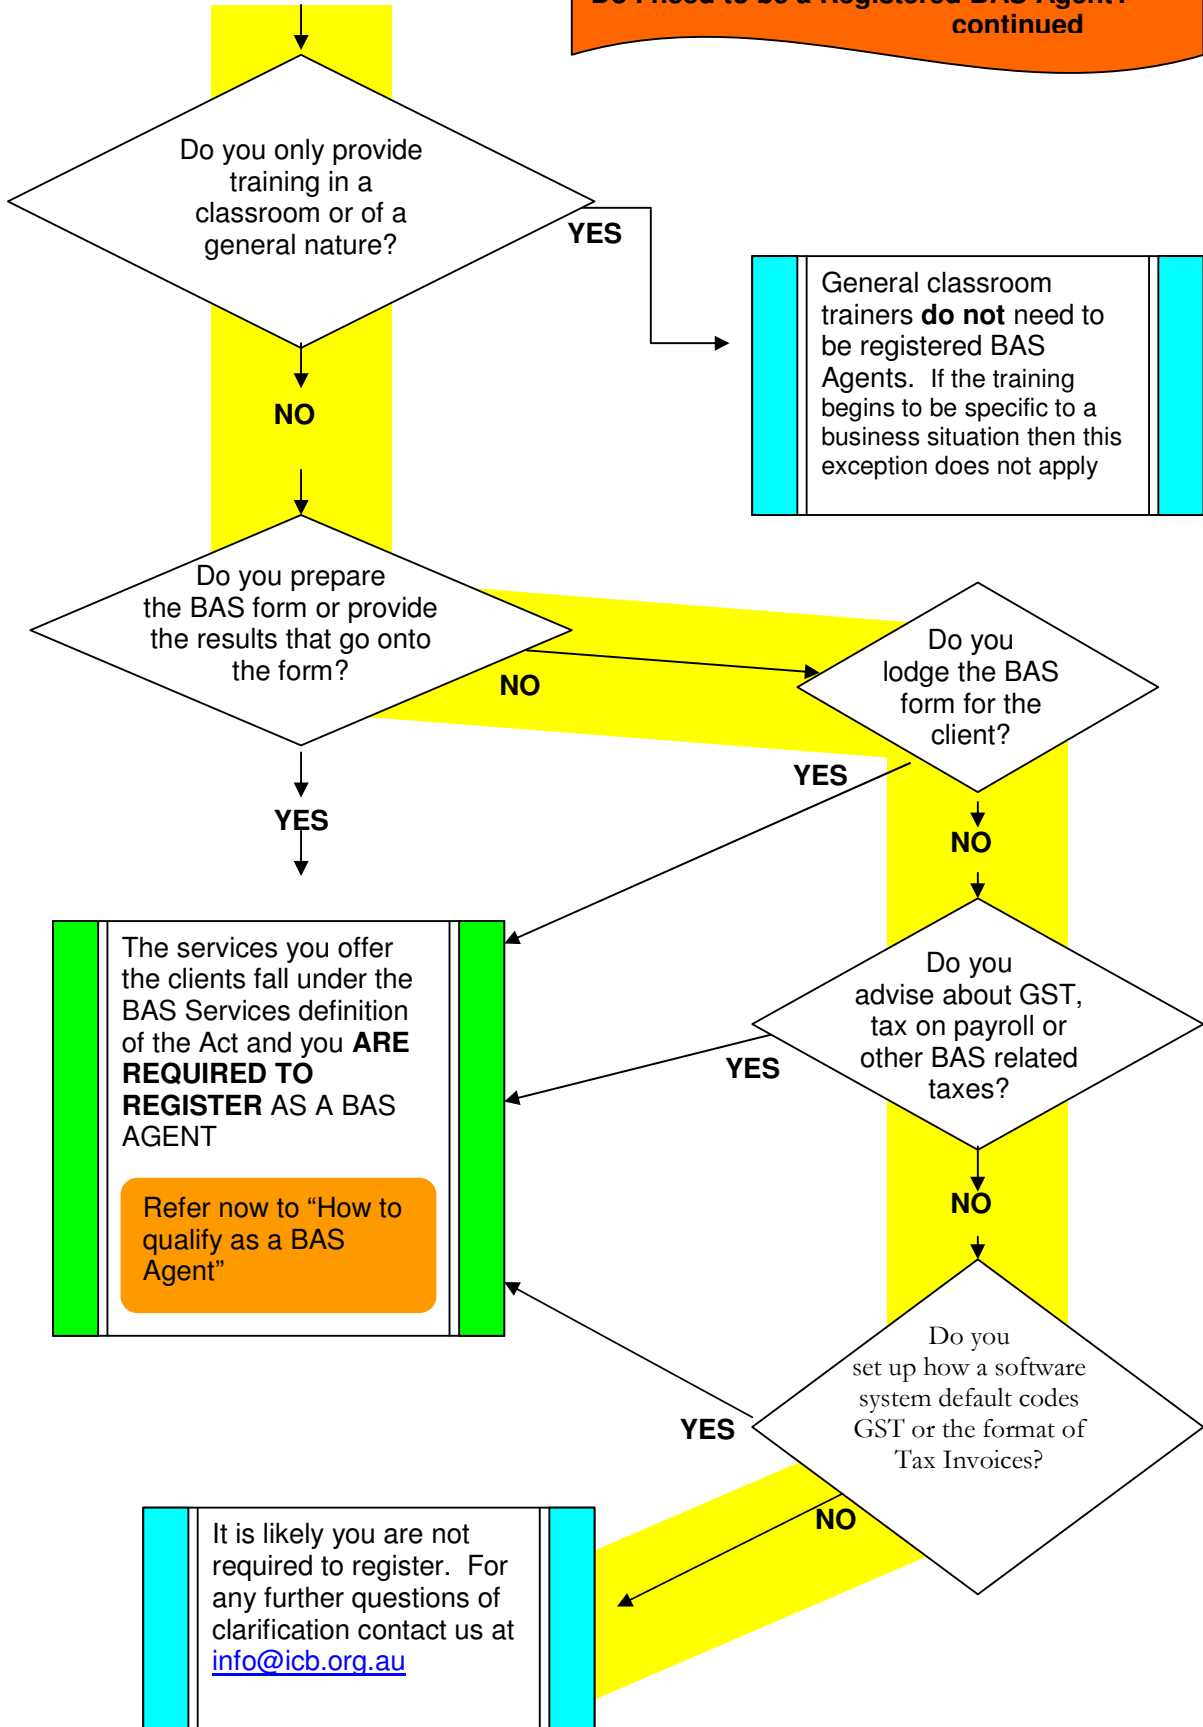 Do I need to be a Registered BAS Agent?
continued
Do you only provide
training in a
classroom or of a
general nature?
YES
General classroom
trainers do not need to
be registered BAS
Agents.  If the training
begins to be specific to a
business situation then this
exception does not apply
NO
Do you prepare
the BAS form or provide
the results that go onto
the form?
NO
Do you
lodge the BAS
form for the
client?
YES
YES
NO
The services you offer
the clients fall under the
BAS Services definition
of the Act and you ARE
REQUIRED TO
REGISTER AS A BAS
AGENT
Refer now to “How to
qualify as a BAS
Agent”
Do you
advise about GST,
tax on payroll or
other BAS related
taxes?
YES
NO
Do you
set up how a software
system default codes
GST or the format of
Tax Invoices?
YES
NO
It is likely you are not
required to register.  For
any further questions of
clarification contact us at
info@icb.org.au